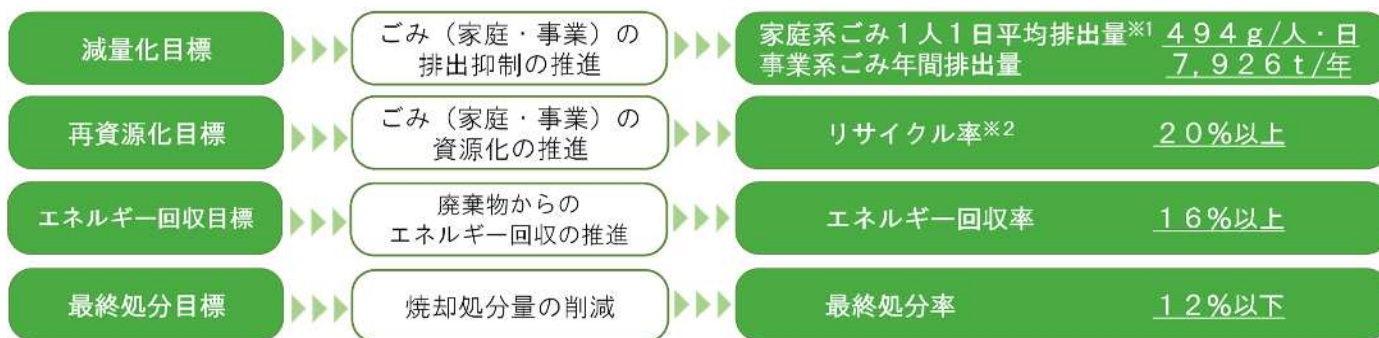 減量化目標
ごみ（家庭・事業）の
排出抑制の推進
家庭系ごみ１人１日平均排出量※1 ４９４ｇ/人・日
事業系ごみ年間排出量 ７,９２６ｔ/年
再資源化目標
ごみ（家庭・事業）の
資源化の推進
リサイクル率※2 ２０％以上
エネルギー回収目標
廃棄物からの
エネルギー回収の推進
エネルギー回収率 １６％以上
最終処分目標
焼却処分量の削減
最終処分率 １２％以下